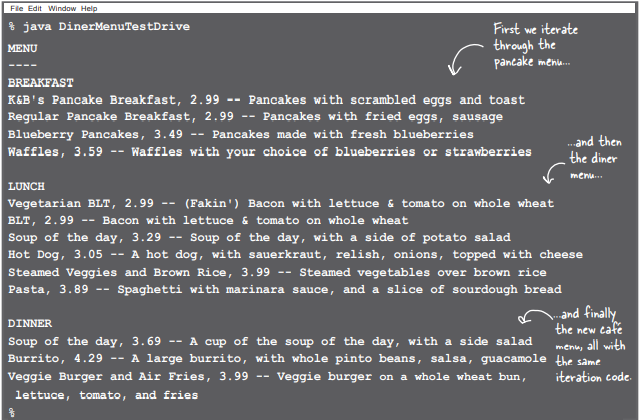 File Edit Window Help
% java DinerMenuTestDrive
First we iterate
through the
pancake menu...
MENU
----
BREAKFAST
K&B's Pancake Breakfast, 2.99 -- Pancakes with scrambled eggs and toast
Regular Pancake Breakfast, 2.99 -- Pancakes with fried eggs, sausage
Blueberry Pancakes, 3.49 -- Pancakes made with fresh blueberries
Waffles, 3.59 -- Waffles with your choice of blueberries or strawberries
...and then
the diner
menu...
LUNCH
Vegetarian BLT, 2.99 -- (Fakin') Bacon with lettuce & tomato on whole wheat
BLT, 2.99 -- Bacon with lettuce & tomato on whole wheat
Soup of the day, 3.29 -- Soup of the day, with a side of potato salad
Hot Dog, 3.05 -- A hot dog, with sauerkraut, relish, onions, topped with cheese
Steamed Veggies and Brown Rice, 3.99 -- Steamed vegetables over brown rice
Pasta, 3.89 -- Spaghetti with marinara sauce, and a slice of sourdough bread
...and finally
the new café
menu, all with
the same
iteration code.
DINNER
Soup of the day, 3.69 -- A cup of the soup of the day, with a side salad
Burrito, 4.29 -- A large burrito, with whole pinto beans, salsa, guacamole
Veggie Burger and Air Fries, 3.99 -- Veggie burger on a whole wheat bun,
lettuce, tomato, and fries
%